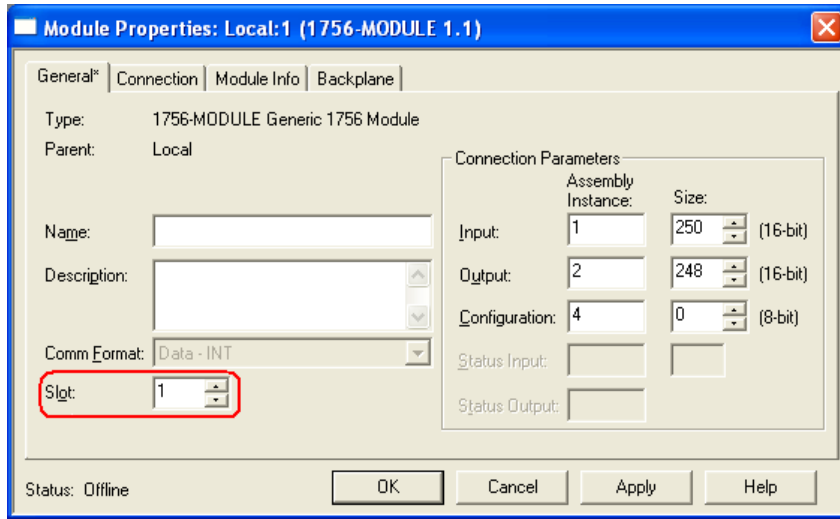 Module Properties: Local:1 (1756-MODULE 1.1)
General* Connection Module Info Backplane
Type: 1756-MODULE Generic 1756 Module
Parent: Local
Connection Parameters
Assembly Instance: Size:
Name: Input: 1 250 (16-bit)
Description: Output: 2 248 (16-bit)
Configuration: 4 0 (8-bit)
Comm Format: Data - INT Status Input:
Slot: 1 Status Output:
Status: Offline OK Cancel Apply Help